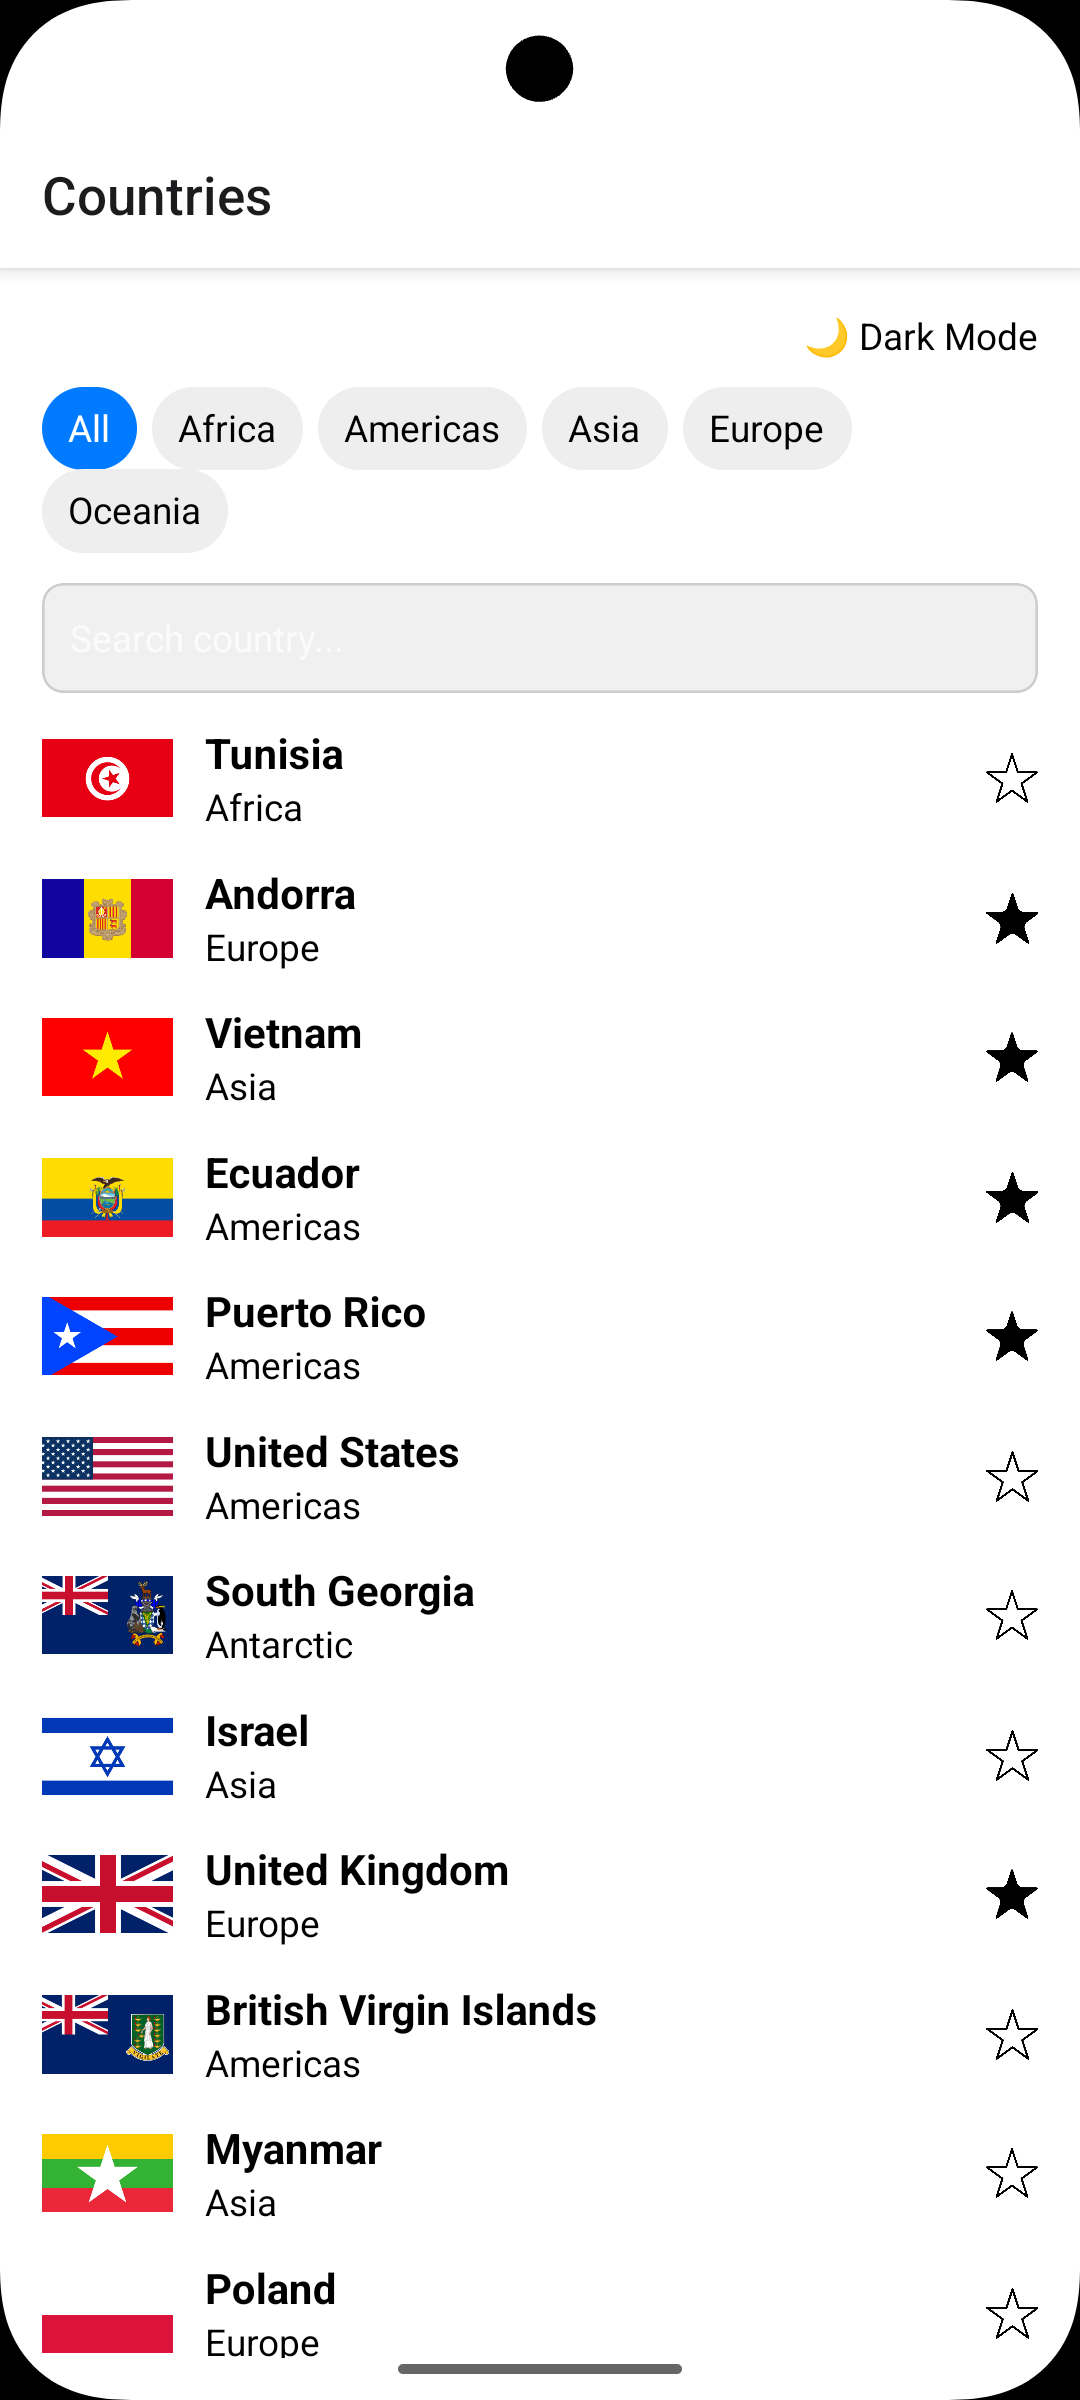 Countries
🌙 Dark Mode
All
Africa
Americas
Asia
Europe
Oceania
Search country...
Tunisia
Africa
Andorra
Europe
Vietnam
Asia
Ecuador
Americas
Puerto Rico
Americas
United States
Americas
South Georgia
Antarctic
Israel
Asia
United Kingdom
Europe
British Virgin Islands
Americas
Myanmar
Asia
Poland
Europe